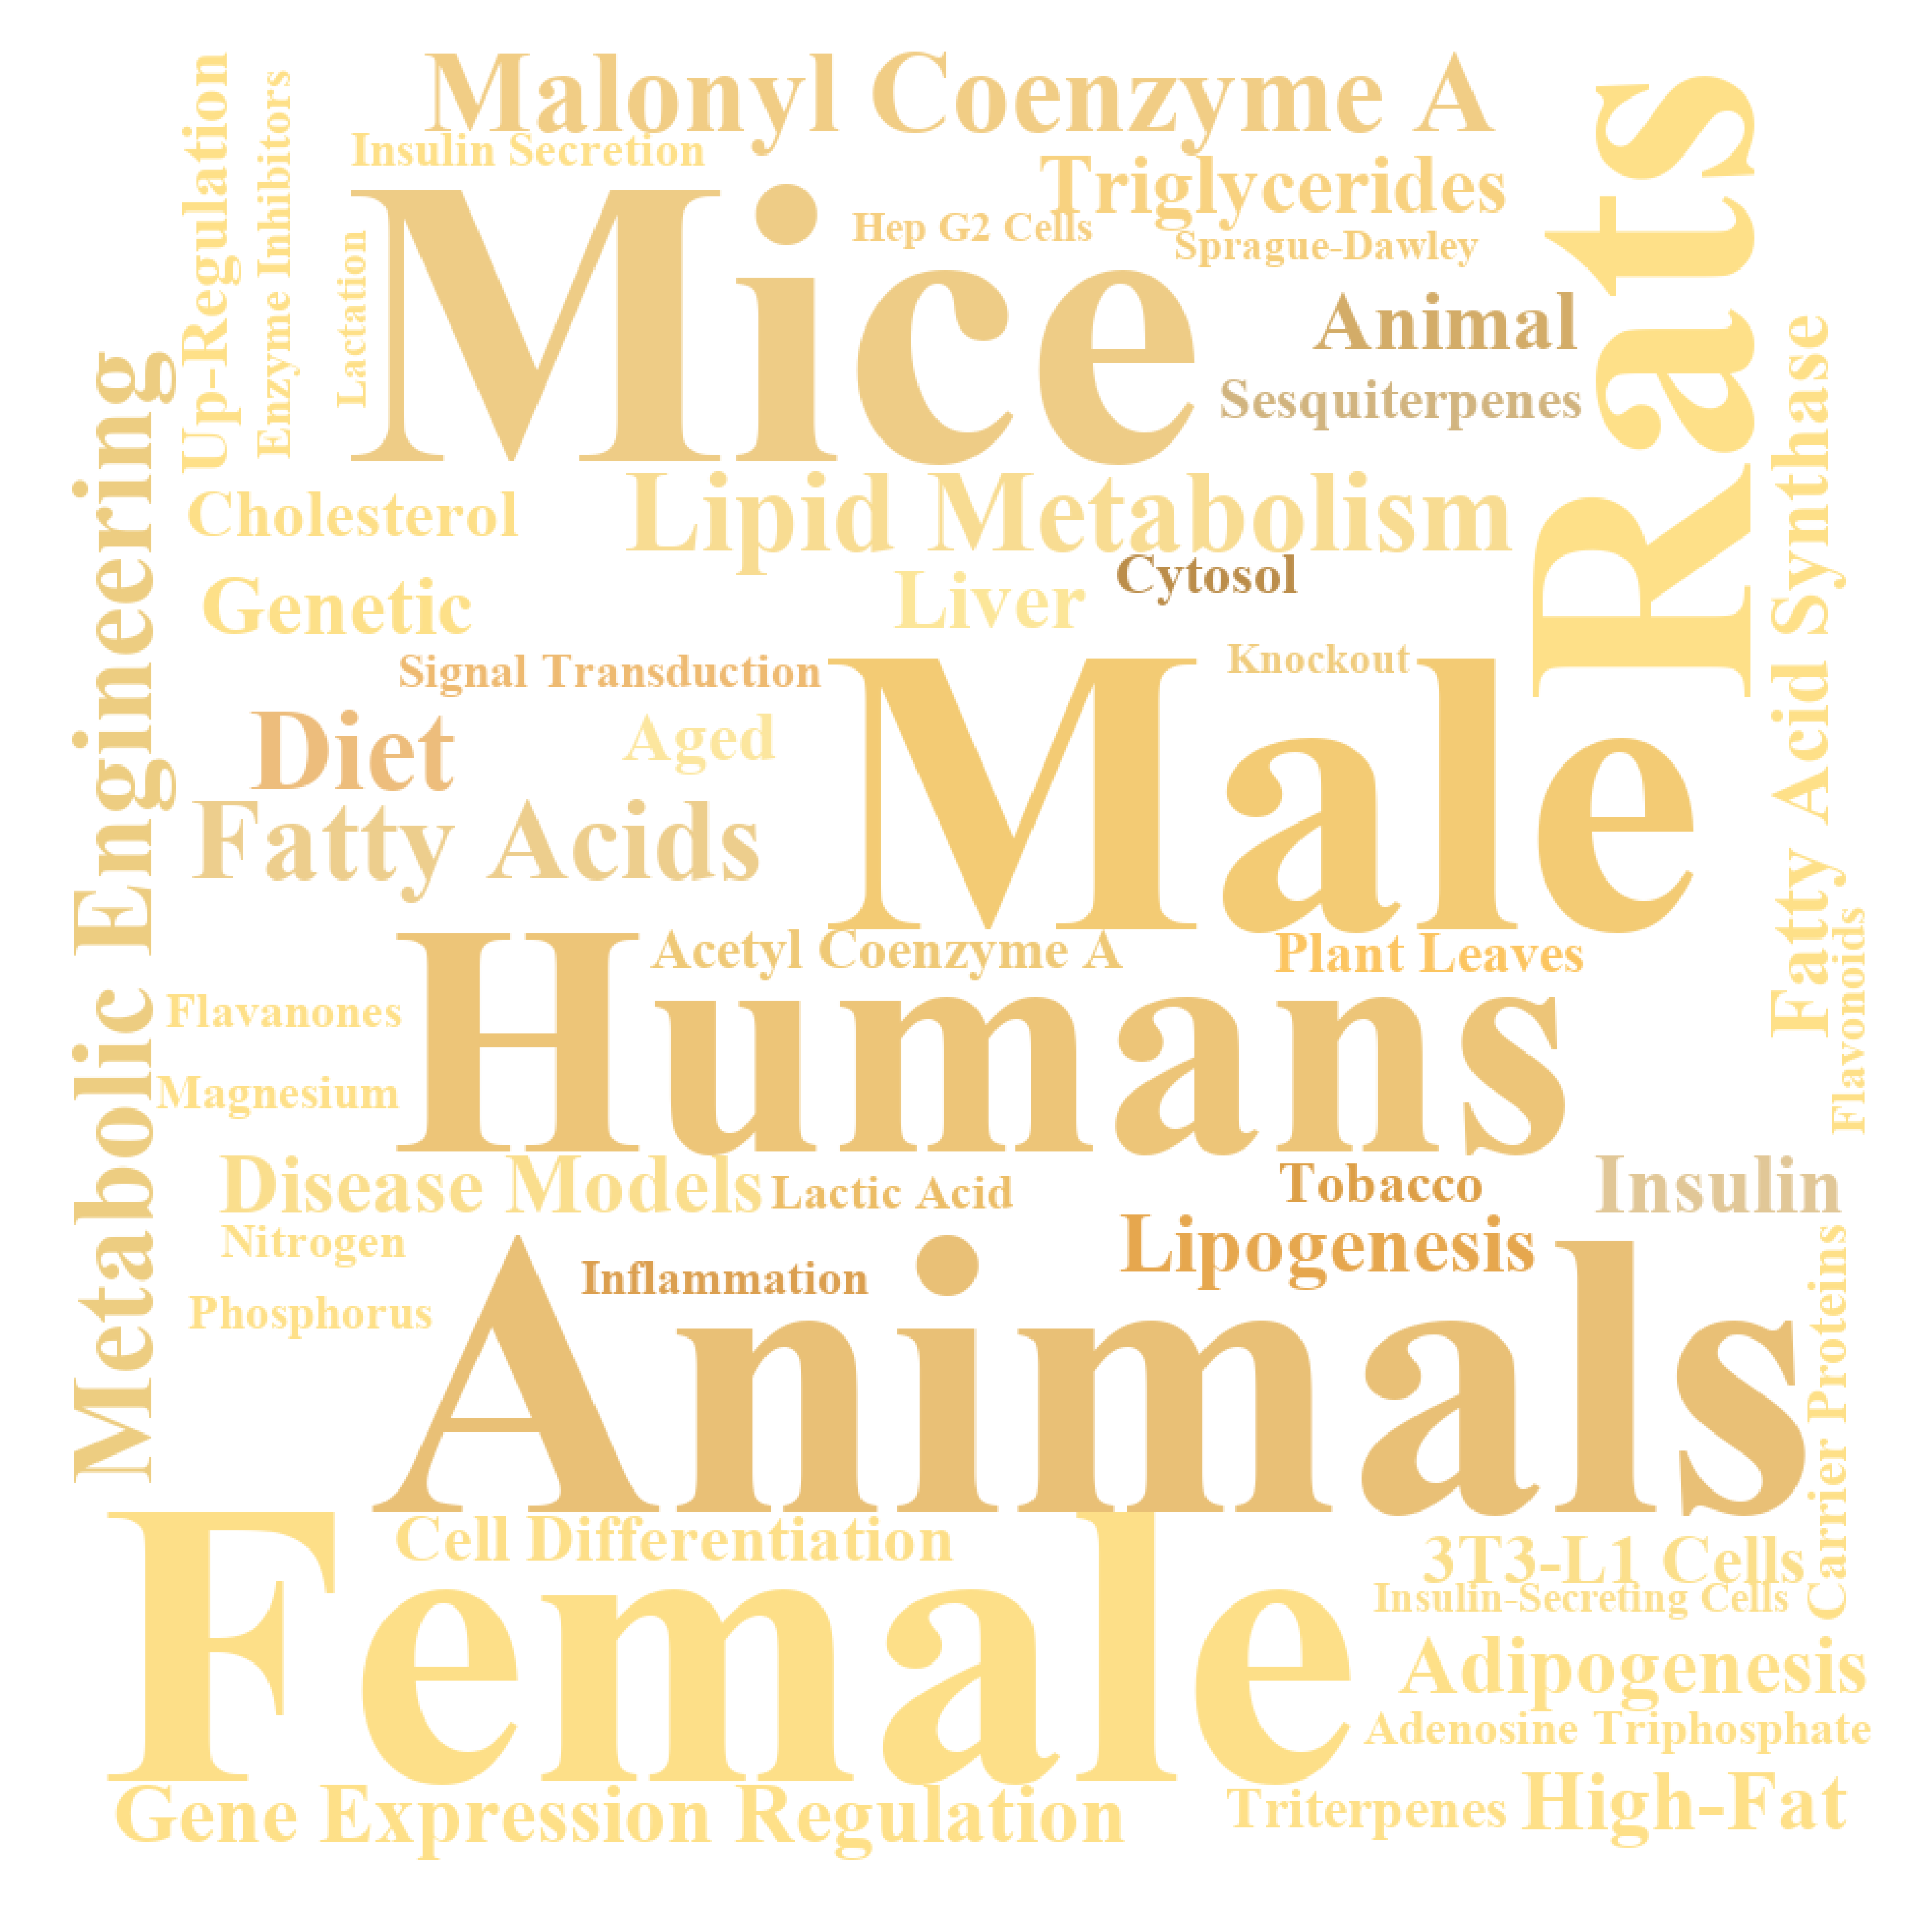 Malonyl Coenzyme A
Insulin Secretion
Triglycerides
Mice
Hep G2 Cells
Sprague-Dawley
Rats
Up-Regulation
Enzyme Inhibitors
Lactation
Animal
Sesquiterpenes
Metabolic Engineering
Fatty Acid Synthase
Cholesterol
Lipid Metabolism
Cytosol
Genetic
Liver
Signal Transduction
Knockout
Male
Diet
Aged
Fatty Acids
Humans
Acetyl Coenzyme A
Plant Leaves
Flavonoids
Flavanones
Magnesium
Disease Models
Lactic Acid
Tobacco
Insulin
Nitrogen
Lipogenesis
Inflammation
Phosphorus
Animals
Carrier Proteins
Female
Cell Differentiation
3T3-L1 Cells
Insulin-Secreting Cells
Adipogenesis
Adenosine Triphosphate
Gene Expression Regulation
Triterpenes
High-Fat